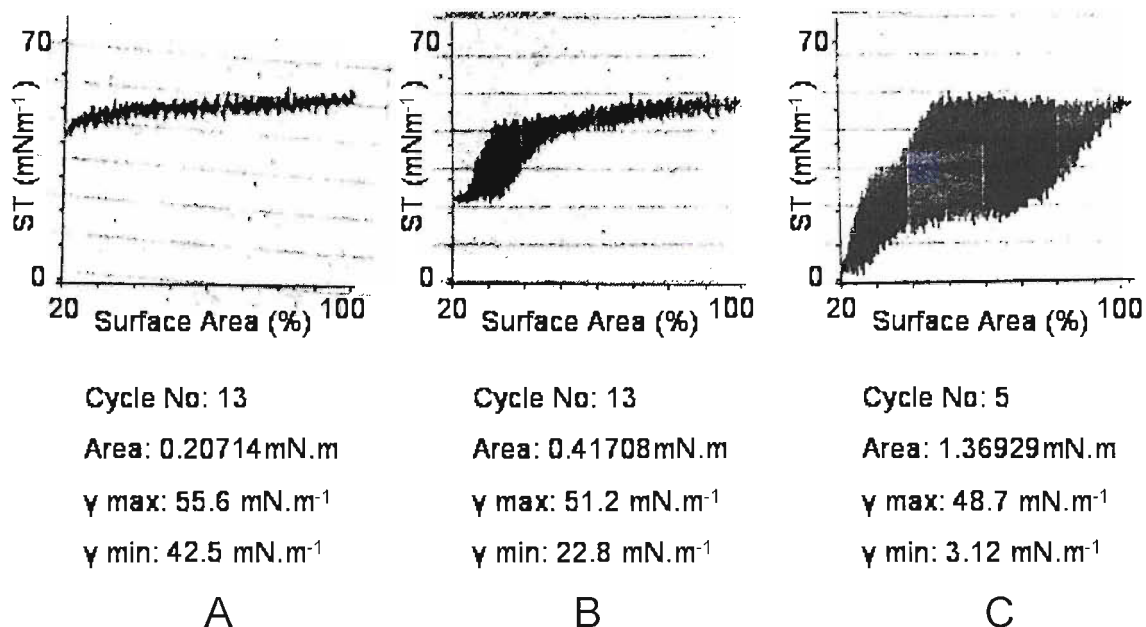 70
ST (mNm-1)
0
20
100
Surface Area (%)
Cycle No: 13
Area: 0.20714mN.m
γ max: 55.6 mN.m-1
γ min: 42.5 mN.m-1
A
70
ST (mNm-1)
0
20
100
Surface Area (%)
Cycle No: 13
Area: 0.41708mN.m
γ max: 51.2 mN.m-1
γ min: 22.8 mN.m-1
B
70
ST (mNm-1)
0
20
100
Surface Area (%)
Cycle No: 5
Area: 1.36929mN.m
γ max: 48.7 mN.m-1
γ min: 3.12 mN.m-1
C